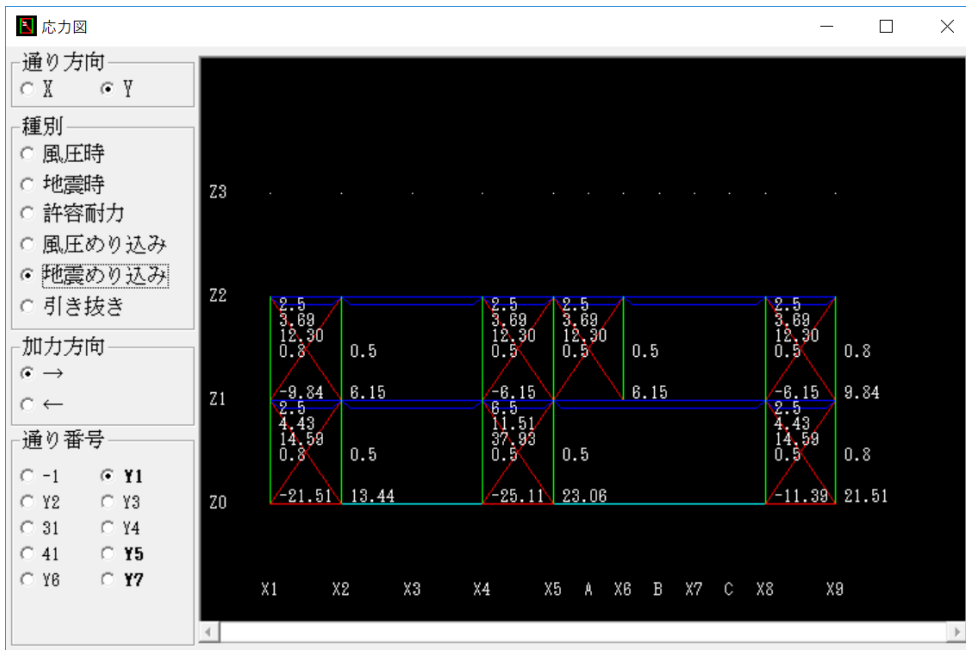 応力図
通り方向
X Y
種別
風圧時
地震時
許容耐力
風圧めり込み
地震めり込み
引き抜き
加力方向
→
←
通り番号
-1 Y1
Y2 Y3
31 Y4
41 Y5
Y6 Y7
Z3
Z2
2.5 2.5 2.5 2.5
3.69 3.69 3.69 3.69
12.30 12.30 12.30 12.30
0.8 0.5 0.5 0.5 0.5 0.5 0.8
-9.84 6.15 -6.15 6.15 -6.15 9.84
Z1
2.5 6.5 2.5
4.43 11.51 4.43
14.59 37.93 14.59
0.8 0.5 0.5 0.5 0.5 0.8
-21.51 13.44 -25.11 23.06 -11.39 21.51
Z0
X1 X2 X3 X4 X5 A X6 B X7 C X8 X9